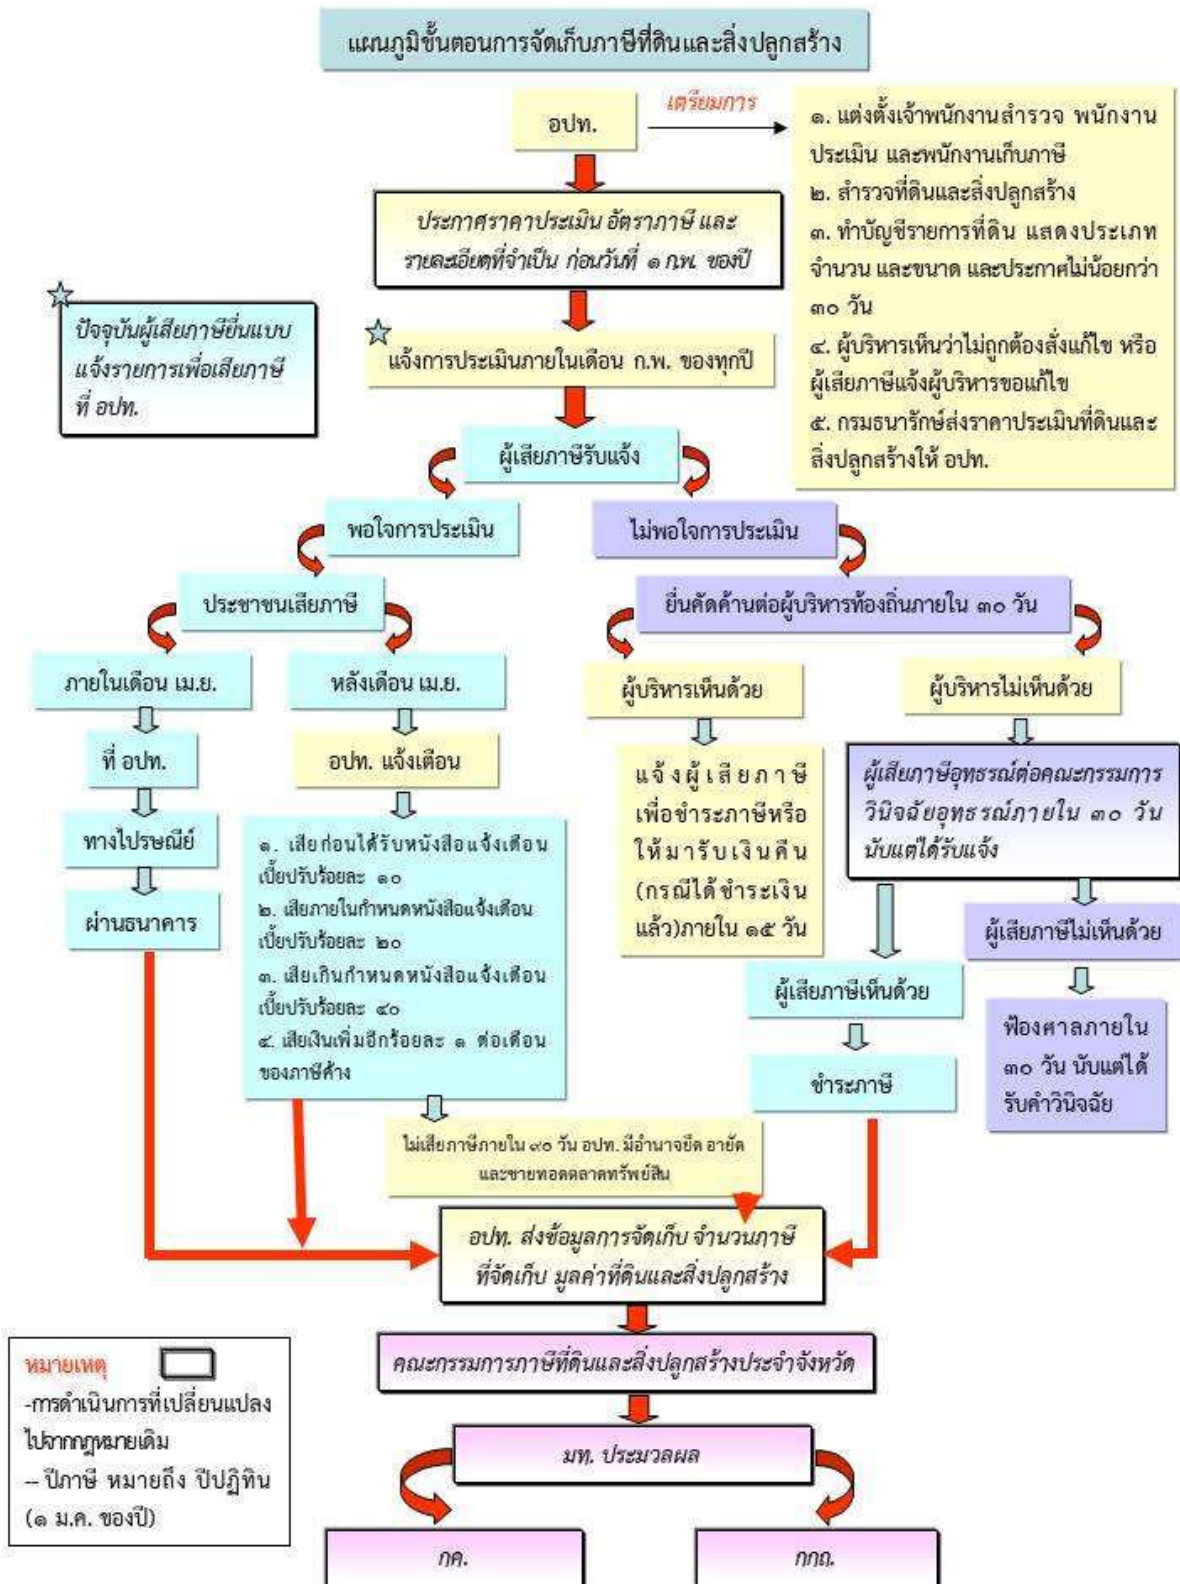 แผนภูมิขั้นตอนการจัดเก็บภาษีที่ดินและสิ่งปลูกสร้าง
อปท.
เตรียมการ
๑. แต่งตั้งเจ้าพนักงานสำรวจ พนักงาน
ประเมิน และพนักงานเก็บภาษี
๒. สำรวจที่ดินและสิ่งปลูกสร้าง
๓. ทำบัญชีรายการที่ดิน แสดงประเภท
จำนวน และขนาด และประกาศไม่น้อยกว่า
๓๐ วัน
๔. ผู้บริหารเห็นว่าไม่ถูกต้องสั่งแก้ไข หรือ
ผู้เสียภาษีแจ้งผู้บริหารขอแก้ไข
๕. กรมธนารักษ์ส่งราคาประเมินที่ดินและ
สิ่งปลูกสร้างให้ อปท.
ประกาศราคาประเมิน อัตราภาษี และ
รายละเอียดที่จำเป็น ก่อนวันที่ ๑ ก.พ. ของปี
ปัจจุบันผู้เสียภาษียื่นแบบ
แจ้งรายการเพื่อเสียภาษี
ที่ อปท.
แจ้งการประเมินภายในเดือน ก.พ. ของทุกปี
ผู้เสียภาษีรับแจ้ง
พอใจการประเมิน
ไม่พอใจการประเมิน
ประชาชนเสียภาษี
ยื่นคัดค้านต่อผู้บริหารท้องถิ่นภายใน ๓๐ วัน
ภายในเดือน เม.ย.
หลังเดือน เม.ย.
ผู้บริหารเห็นด้วย
ผู้บริหารไม่เห็นด้วย
ที่ อปท.
อปท. แจ้งเตือน
แจ้งผู้เสียภาษี
เพื่อชำระภาษีหรือ
ให้มารับเงินคืน
(กรณีได้ชำระเงิน
แล้ว)ภายใน ๑๕ วัน
ผู้เสียภาษีอุทธรณ์ต่อคณะกรรมการ
วินิจฉัยอุทธรณ์ภายใน ๓๐ วัน
นับแต่ได้รับแจ้ง
ทางไปรษณีย์
ผ่านธนาคาร
๑. เสียก่อนได้รับหนังสือแจ้งเตือน
เบี้ยปรับร้อยละ ๑๐
๒. เสียภายในกำหนดหนังสือแจ้งเตือน
เบี้ยปรับร้อยละ ๒๐
๓. เสียเกินกำหนดหนังสือแจ้งเตือน
เบี้ยปรับร้อยละ ๔๐
๔. เสียเงินเพิ่มอีกร้อยละ ๑ ต่อเดือน
ของภาษีค้าง
ผู้เสียภาษีไม่เห็นด้วย
ผู้เสียภาษีเห็นด้วย
ชำระภาษี
ฟ้องศาลภายใน
๓๐ วัน นับแต่ได้
รับคำวินิจฉัย
ไม่เสียภาษีภายใน ๙๐ วัน อปท. มีอำนาจยึด อายัด
และขายทอดตลาดทรัพย์สิน
อปท. ส่งข้อมูลการจัดเก็บ จำนวนภาษี
ที่จัดเก็บ มูลค่าที่ดินและสิ่งปลูกสร้าง
คณะกรรมการภาษีที่ดินและสิ่งปลูกสร้างประจำจังหวัด
มท. ประมวลผล
กค.
กกถ.
หมายเหตุ
-การดำเนินการที่เปลี่ยนแปลง
ไปจากกฎหมายเดิม
-- ปีภาษี หมายถึง ปีปฏิทิน
(๑ ม.ค. ของปี)